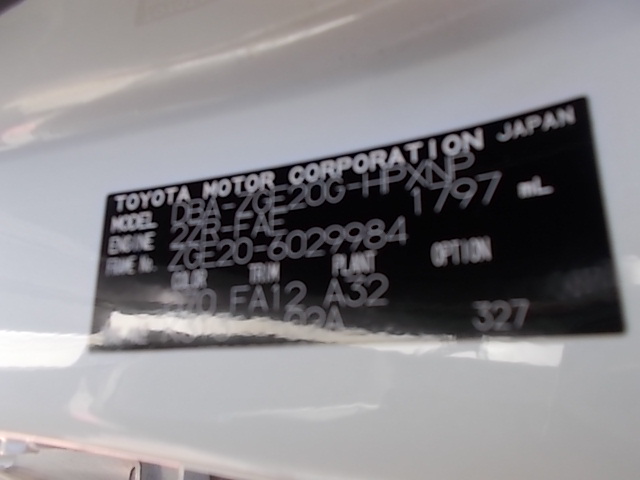 TOYOTA MOTOR CORPORATION JAPAN
MODEL DBA-ZGE20G-HPXNP
ENGINE 2ZR-FAE 1797 mL
FRAME No. ZGE20-6029984
COLOR TRIM PLANT OPTION
FA12 A32
327